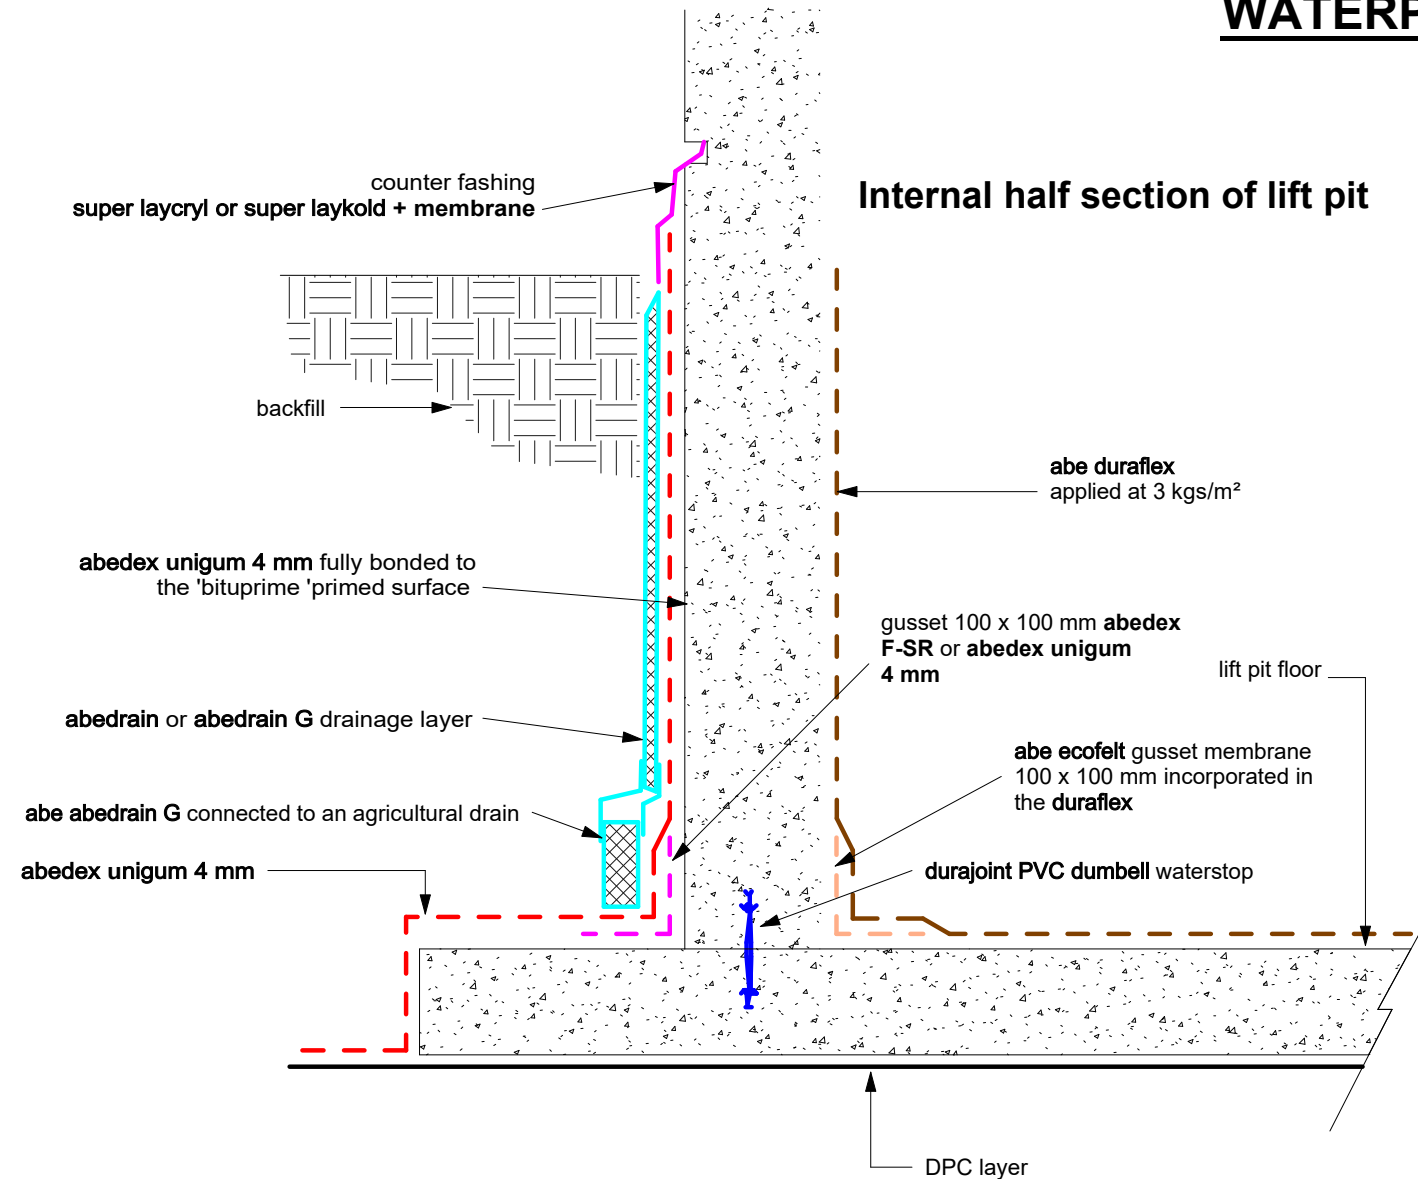 WATERP
Internal half section of lift pit
counter fashing
super laycryl or super laykold + membrane
backfill
abe duraflex
applied at 3 kgs/m²
abedex unigum 4 mm fully bonded to
the 'bituprime 'primed surface
gusset 100 x 100 mm abedex
F-SR or abedex unigum
4 mm
lift pit floor
abedrain or abedrain G drainage layer
abe ecofelt gusset membrane
100 x 100 mm incorporated in
the duraflex
abe abedrain G connected to an agricultural drain
abedex unigum 4 mm
durajoint PVC dumbell waterstop
DPC layer